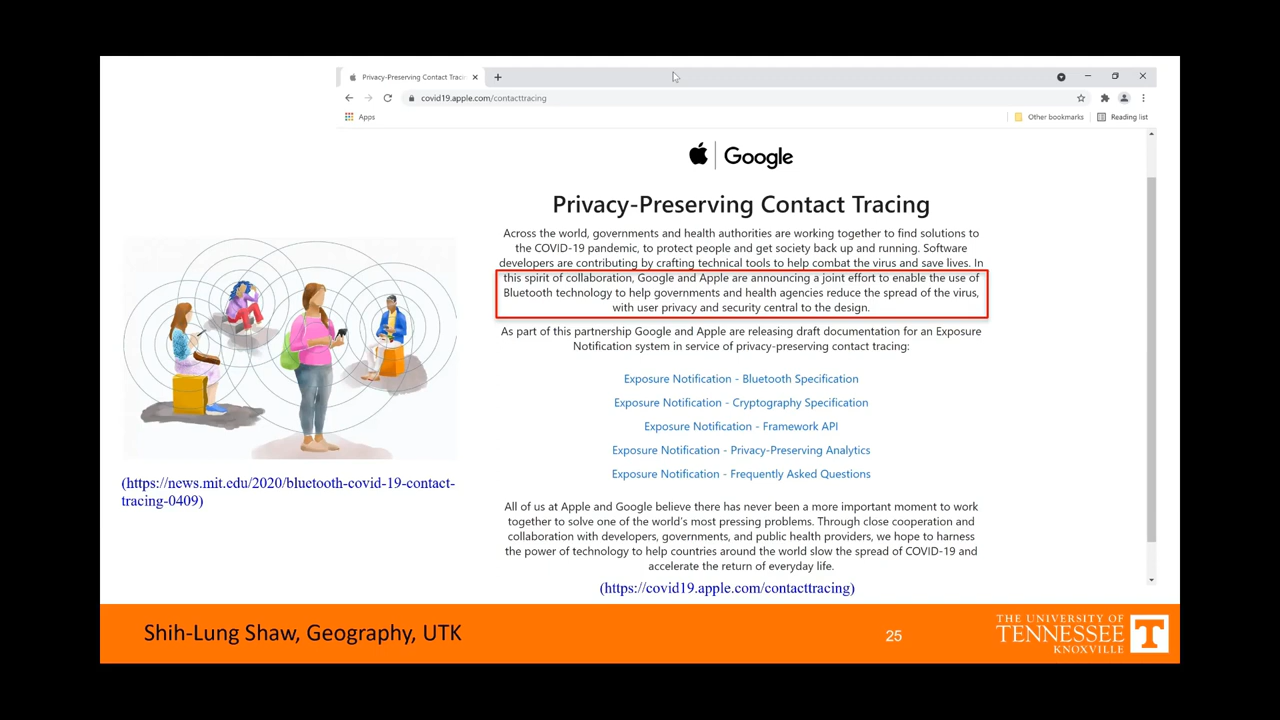 Privacy-Preserving Contact Tracin
covid19.apple.com/contacttracing
Apps
Other bookmarks
Reading list
Google
Privacy-Preserving Contact Tracing
Across the world, governments and health authorities are working together to find solutions to
the COVID-19 pandemic, to protect people and get society back up and running. Software
developers are contributing by crafting technical tools to help combat the virus and save lives. In
this spirit of collaboration, Google and Apple are announcing a joint effort to enable the use of
Bluetooth technology to help governments and health agencies reduce the spread of the virus,
with user privacy and security central to the design.
As part of this partnership Google and Apple are releasing draft documentation for an Exposure
Notification system in service of privacy-preserving contact tracing:
Exposure Notification - Bluetooth Specification
Exposure Notification - Cryptography Specification
Exposure Notification - Framework API
Exposure Notification - Privacy-Preserving Analytics
Exposure Notification - Frequently Asked Questions
All of us at Apple and Google believe there has never been a more important moment to work
together to solve one of the world's most pressing problems. Through close cooperation and
collaboration with developers, governments, and public health providers, we hope to harness
the power of technology to help countries around the world slow the spread of COVID-19 and
accelerate the return of everyday life.
(https://covid19.apple.com/contacttracing)
(https://news.mit.edu/2020/bluetooth-covid-19-contact-
tracing-0409)
Shih-Lung Shaw, Geography, UTK
25
THE UNIVERSITY OF
TENNESSEE
KNOXVILLE
T